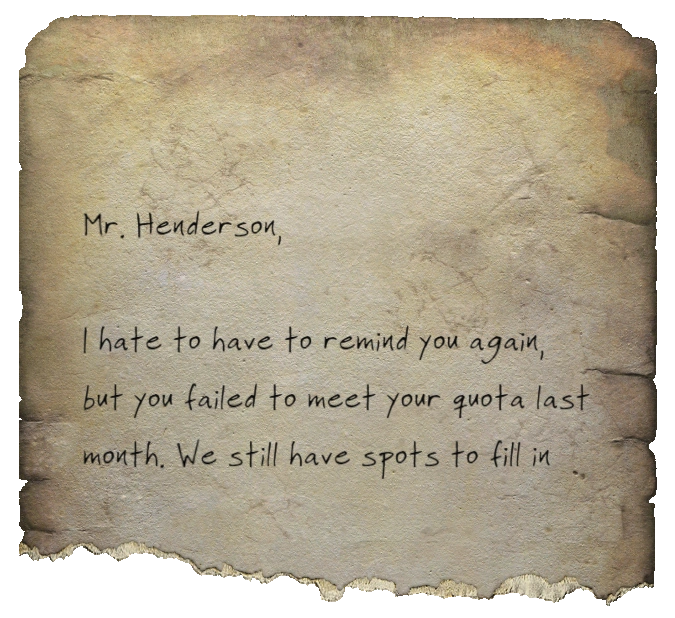 Mr. Henderson,
I hate to have to remind you again,
but you failed to meet your quota last
month. We still have spots to fill in